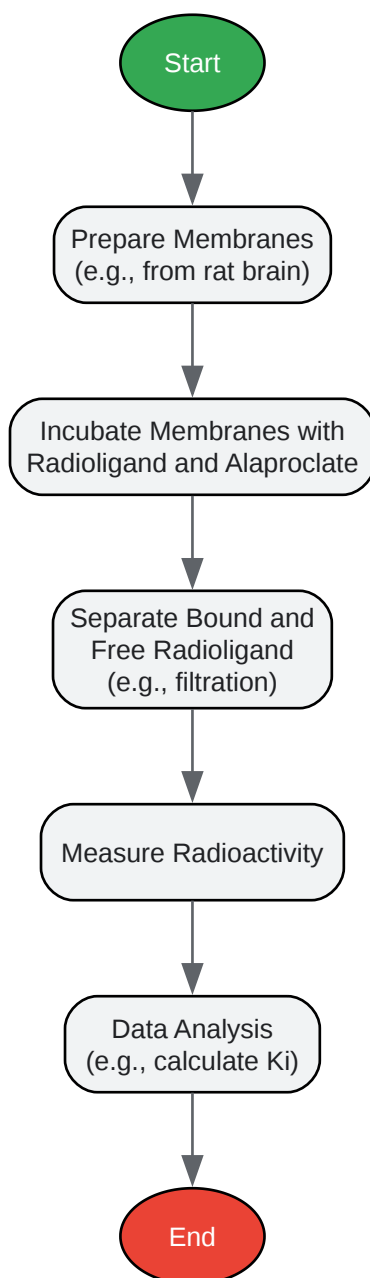 Start
Prepare Membranes
(e.g., from rat brain)
Incubate Membranes with
Radioligand and Alaproclate
Separate Bound and
Free Radioligand
(e.g., filtration)
Measure Radioactivity
Data Analysis
(e.g., calculate Ki)
End